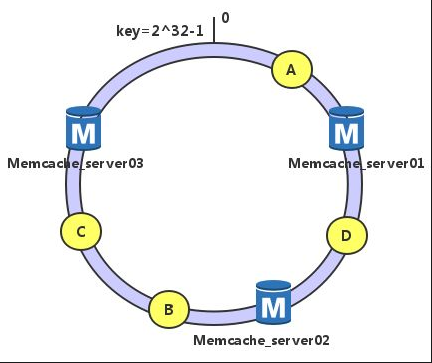 0
key=2^32-1
A
M
M
Memcache_server03
Memcache_server01
C
D
B
M
Memcache_server02